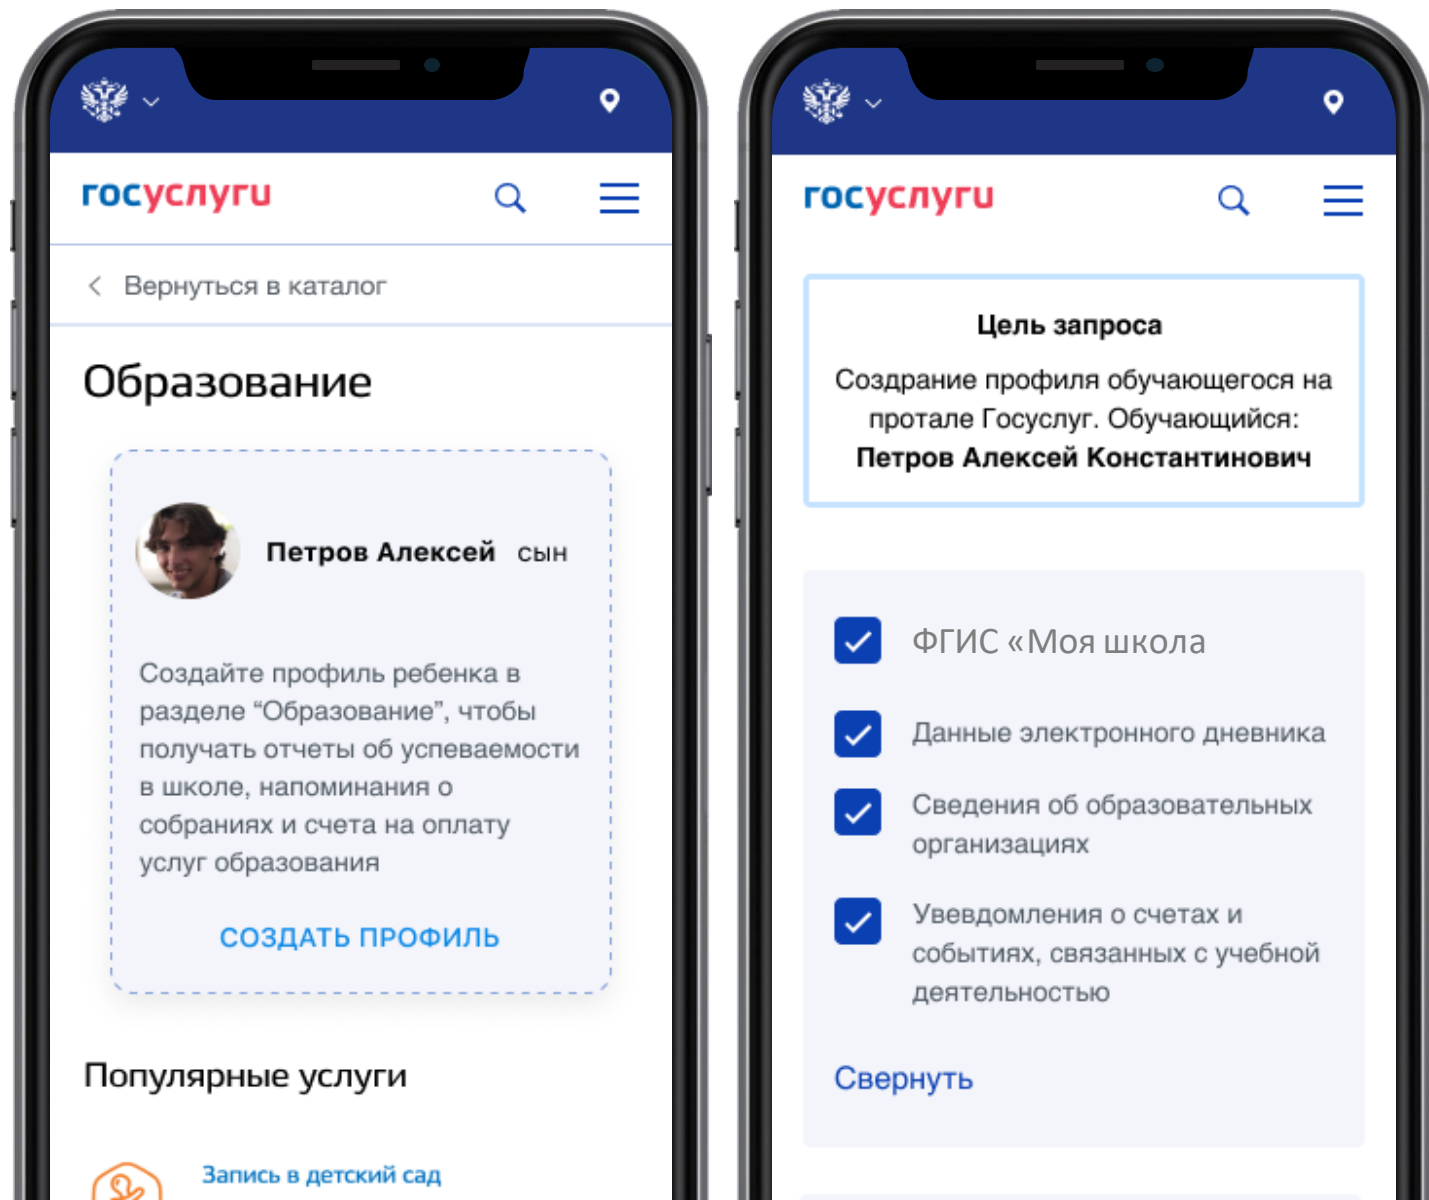 госуслуги
Вернуться в каталог
Образование
Петров Алексей сын
Создайте профиль ребенка в
разделе “Образование”, чтобы
получать отчеты об успеваемости
в школе, напоминания о
собраниях и счета на оплату
услуг образования
СОЗДАТЬ ПРОФИЛЬ
Популярные услуги
Запись в детский сад
госуслуги
Цель запроса
Создрание профиля обучающегося на
протале Госуслуг. Обучающийся:
Петров Алексей Константинович
ФГИС «Моя школа
Данные электронного дневника
Сведения об образовательных
организациях
Увевдомления о счетах и
событиях, связанных с учебной
деятельностью
Свернуть